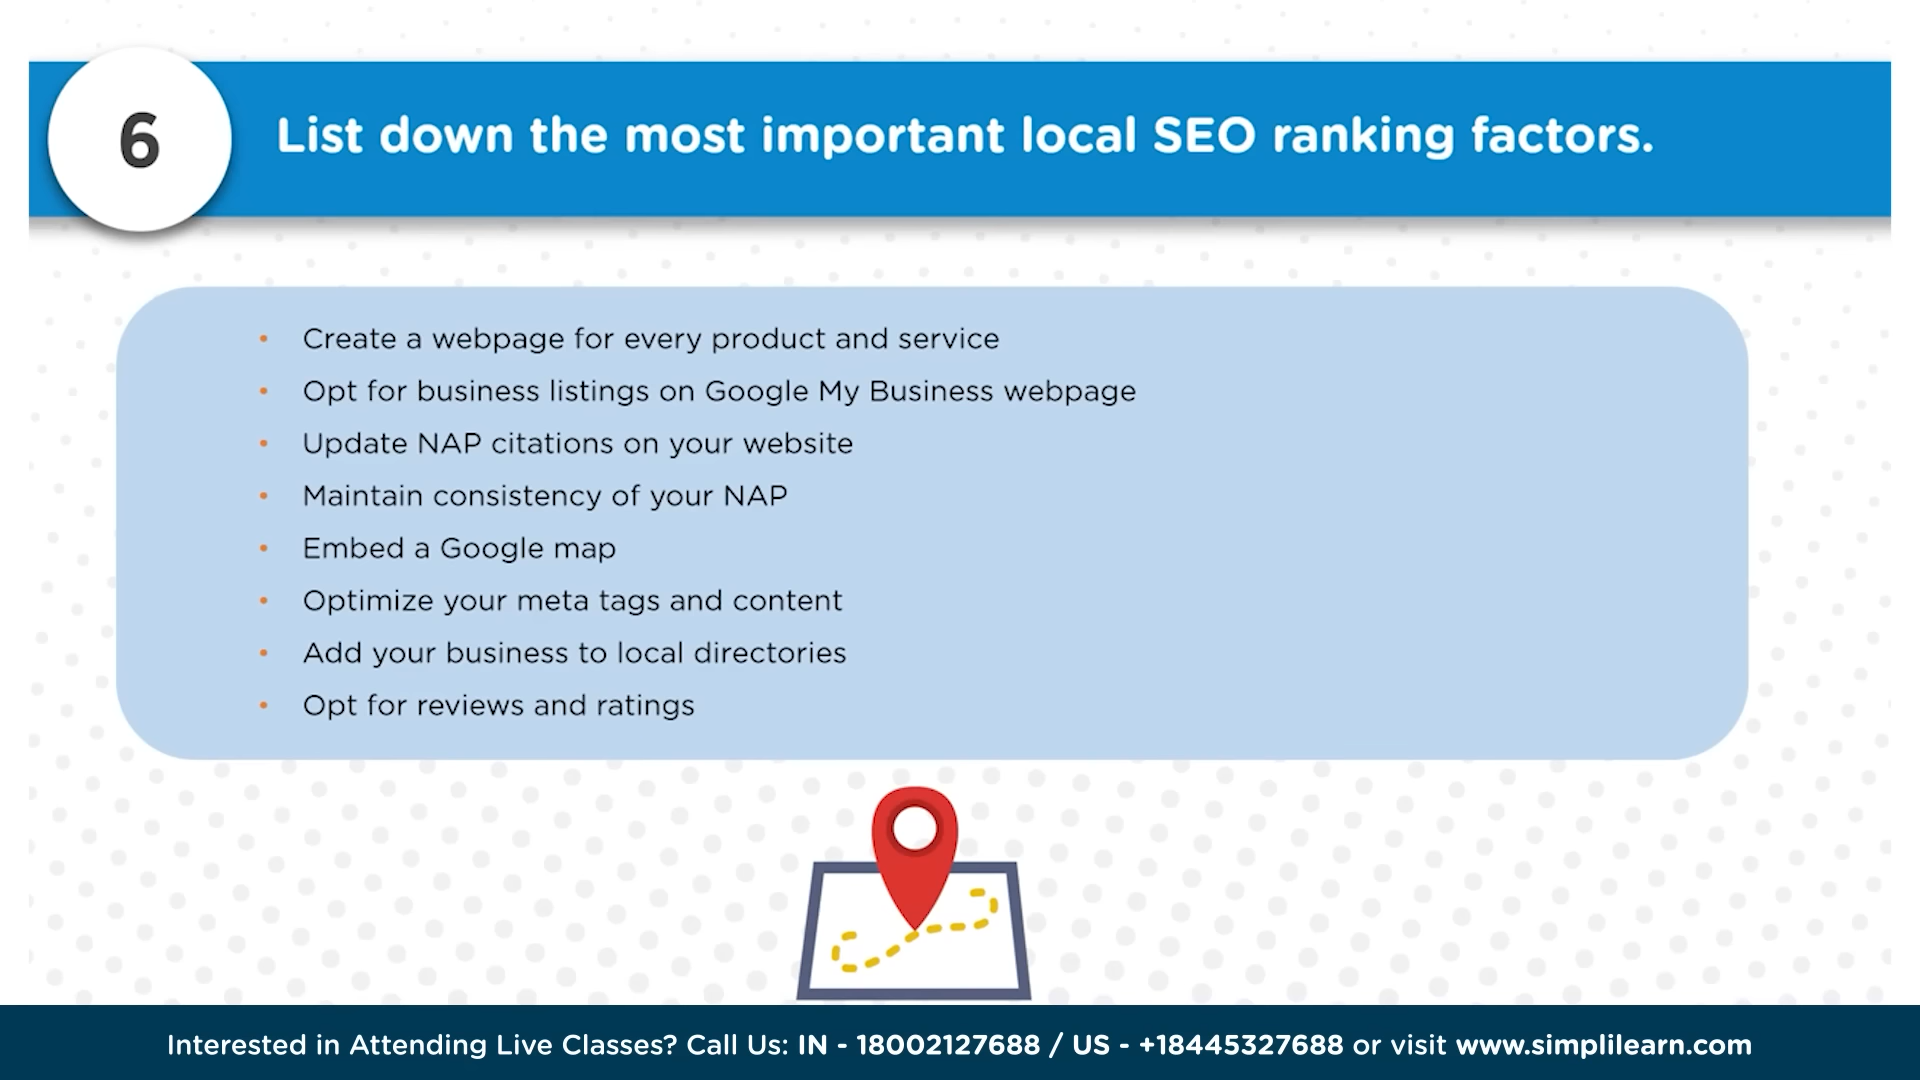 6
List down the most important local SEO ranking factors.
• Create a webpage for every product and service
• Opt for business listings on Google My Business webpage
• Update NAP citations on your website
• Maintain consistency of your NAP
• Embed a Google map
• Optimize your meta tags and content
• Add your business to local directories
• Opt for reviews and ratings
Interested in Attending Live Classes? Call Us: IN - 18002127688 / US - +18445327688 or visit www.simplilearn.com